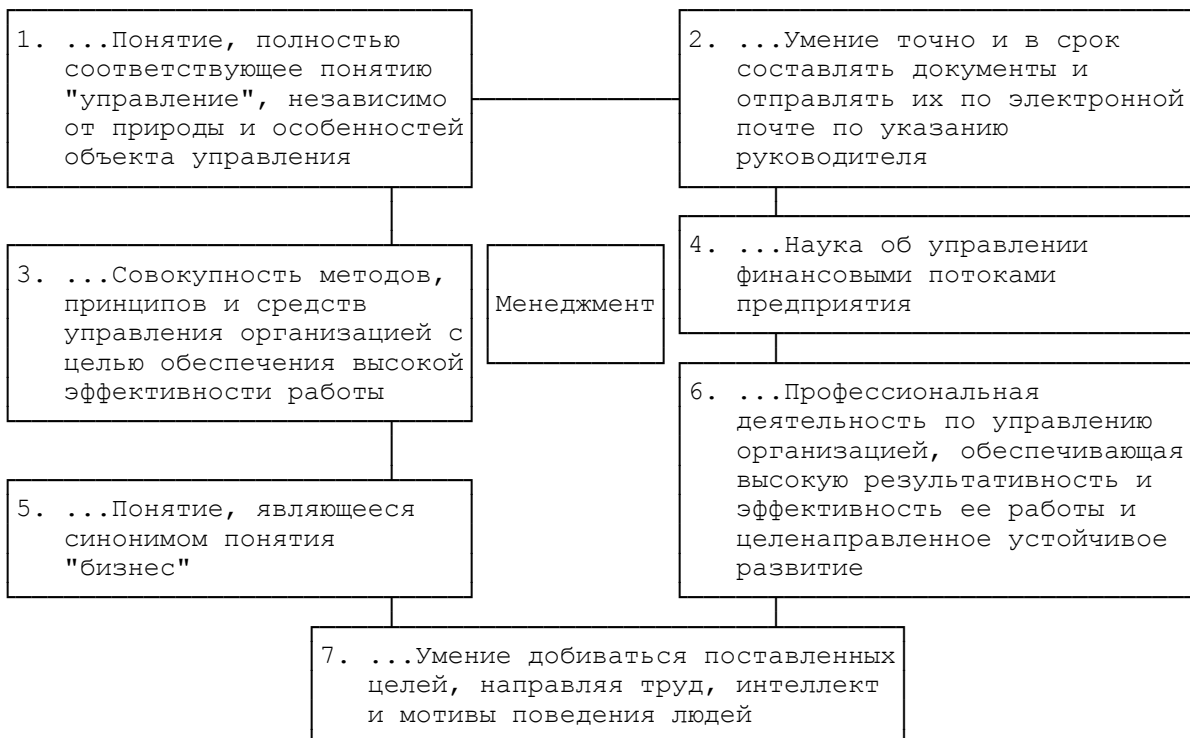 1. ...Понятие, полностью
соответствующее понятию
"управление", независимо
от природы и особенностей
объекта управления
2. ...Умение точно и в срок
составлять документы и
отправлять их по электронной
почте по указанию
руководителя
3. ...Совокупность методов,
принципов и средств
управления организацией с
целью обеспечения высокой
эффективности работы
Менеджмент
4. ...Наука об управлении
финансовыми потоками
предприятия
5. ...Понятие, являющееся
синонимом понятия
"бизнес"
6. ...Профессиональная
деятельность по управлению
организацией, обеспечивающая
высокую результативность и
эффективность ее работы и
целенаправленное устойчивое
развитие
7. ...Умение добиваться поставленных
целей, направляя труд, интеллект
и мотивы поведения людей